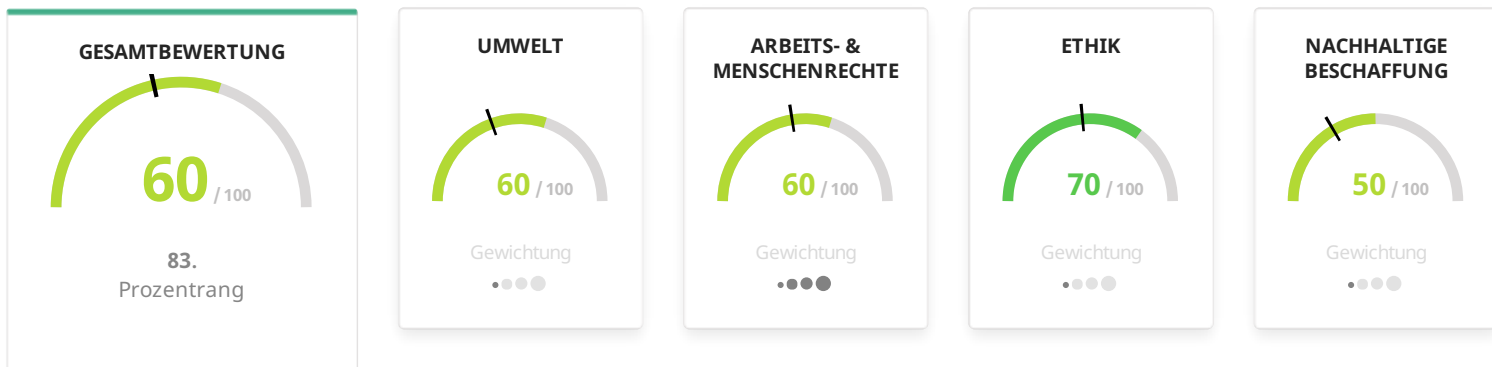 GESAMTBEWERTUNG
60 / 100
83.
Prozentrang
UMWELT
60 / 100
Gewichtung
ARBEITS- &
MENSCHENRECHTE
60 / 100
Gewichtung
ETHIK
70 / 100
Gewichtung
NACHHALTIGE
BESCHAFFUNG
50 / 100
Gewichtung